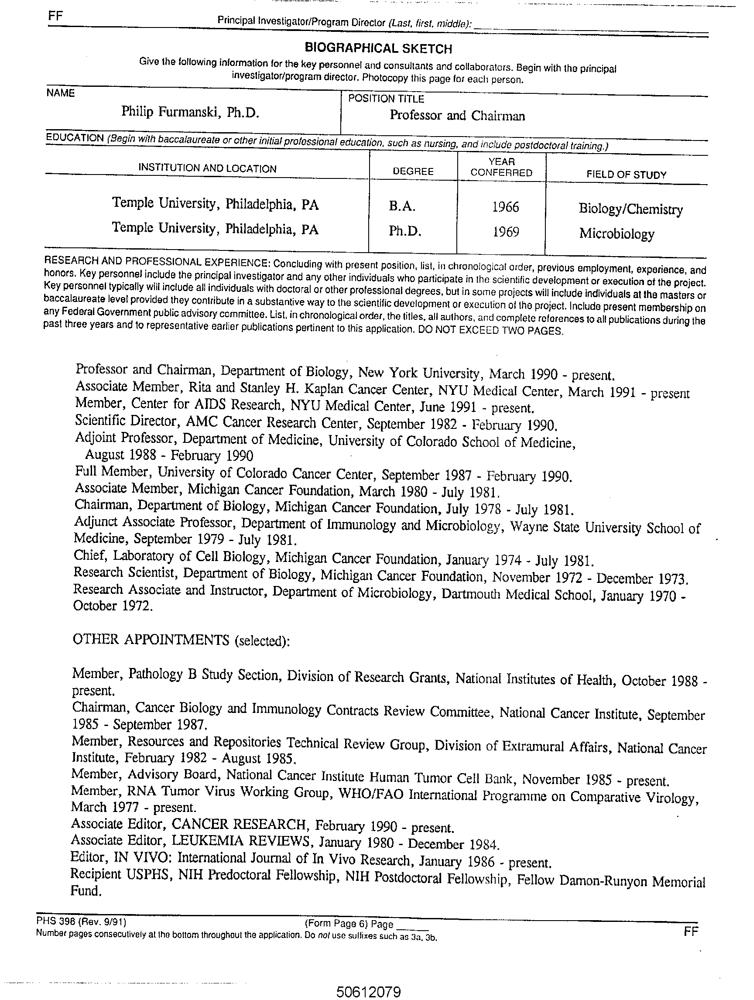 FF
Principal Investigator/Program Director (Last, first, middle):
BIOGRAPHICAL SKETCH
Give the following information for the key personnel and consultants and collaborators. Begin with the principal
investigator/program director. Photocopy this page for each person.
NAME
POSITION TITLE
Philip Furmanski, Ph.D.
Professor and Chairman
EDUCATION (Begin with baccalaureate or other initial professional education, such as nursing, and include postdoctoral training.)
INSTITUTION AND LOCATION
DEGREE
YEAR
CONFERRED
FIELD OF STUDY
Temple University, Philadelphia, PA B.A. 1966 Biology/Chemistry
Temple University, Philadelphia, PA Ph.D. 1969 Microbiology
RESEARCH AND PROFESSIONAL EXPERIENCE: Concluding with present position, list, in chronological order, previous employment, experience, and
honors. Key personnel include the principal investigator and any other individuals who participate in the scientific development or execution of the project.
Key personnel typically will include all individuals with doctoral or other professional degrees, but in some projects will include individuals at the masters or
baccalaureate level provided they contribute in a substantive way to the scientific development or execution of the project. Include present membership on
any Federal Government public advisory committee. List, in chronological order, the titles, all authors, and complete references to all publications during the
past three years and to representative earlier publications pertinent to this application. DO NOT EXCEED TWO PAGES.
Professor and Chairman, Department of Biology, New York University, March 1990 - present.
Associate Member, Rita and Stanley H. Kaplan Cancer Center, NYU Medical Center, March 1991 - present
Member, Center for AIDS Research, NYU Medical Center, June 1991 - present.
Scientific Director, AMC Cancer Research Center, September 1982 - February 1990.
Adjoint Professor, Department of Medicine, University of Colorado School of Medicine,
August 1988 - February 1990
Full Member, University of Colorado Cancer Center, September 1987 - February 1990.
Associate Member, Michigan Cancer Foundation, March 1980 - July 1981.
Chairman, Department of Biology, Michigan Cancer Foundation, July 1978 - July 1981.
Adjunct Associate Professor, Department of Immunology and Microbiology, Wayne State University School of
Medicine, September 1979 - July 1981.
Chief, Laboratory of Cell Biology, Michigan Cancer Foundation, January 1974 - July 1981.
Research Scientist, Department of Biology, Michigan Cancer Foundation, November 1972 - December 1973.
Research Associate and Instructor, Department of Microbiology, Dartmouth Medical School, January 1970 -
October 1972.
OTHER APPOINTMENTS (selected):
Member, Pathology B Study Section, Division of Research Grants, National Institutes of Health, October 1988 -
present.
Chairman, Cancer Biology and Immunology Contracts Review Committee, National Cancer Institute, September
1985 - September 1987.
Member, Resources and Repositories Technical Review Group, Division of Extramural Affairs, National Cancer
Institute, February 1982 - August 1985.
Member, Advisory Board, National Cancer Institute Human Tumor Cell Bank, November 1985 - present.
Member, RNA Tumor Virus Working Group, WHO/FAO International Programme on Comparative Virology,
March 1977 - present.
Associate Editor, CANCER RESEARCH, February 1990 - present.
Associate Editor, LEUKEMIA REVIEWS, January 1980 - December 1984.
Editor, IN VIVO: International Journal of In Vivo Research, January 1986 - present.
Recipient USPHS, NIH Predoctoral Fellowship, NIH Postdoctoral Fellowship, Fellow Damon-Runyon Memorial
Fund.
PHS 398 (Rev. 9/91) (Form Page 6) Page FF
Number pages consecutively at the bottom throughout the application. Do not use suffixes such as 3a, 3b.
50612079